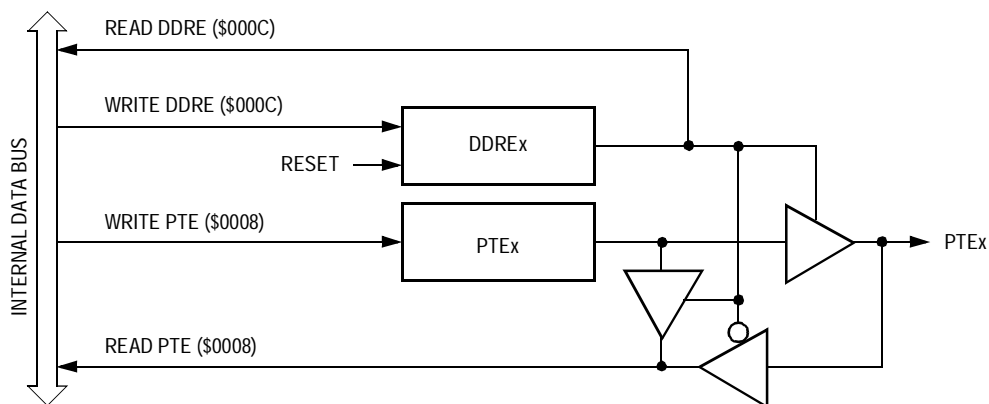 READ DDRE ($000C)
WRITE DDRE ($000C)
DDREx
RESET
WRITE PTE ($0008)
PTEx
PTEx
READ PTE ($0008)
INTERNAL DATA BUS